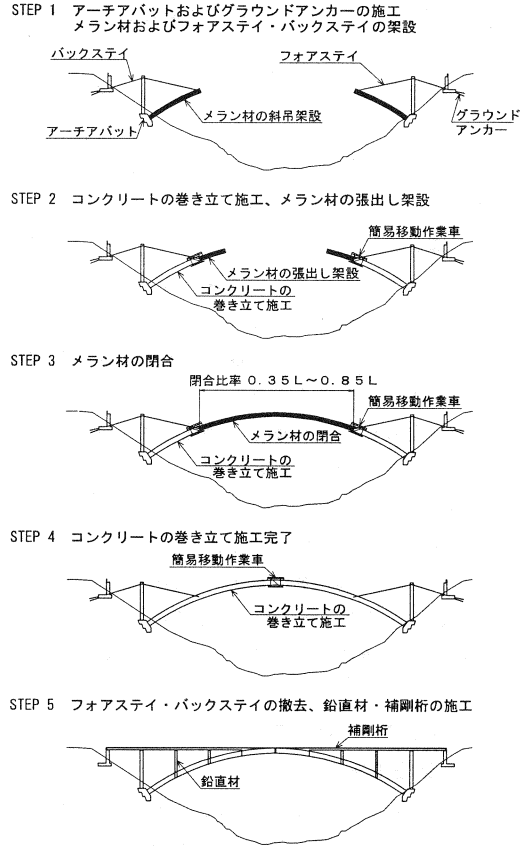 STEP 1 アーチアバットおよびグラウンドアンカーの施工
メラン材およびフォアステイ・バックステイの架設
バックステイ
フォアステイ
メラン材の斜吊架設
アーチアバット
グラウンド
アンカー
STEP 2 コンクリートの巻き立て施工、メラン材の張出し架設
簡易移動作業車
メラン材の張出し架設
コンクリートの
巻き立て施工
STEP 3 メラン材の閉合
閉合比率 0.35L~0.85L
簡易移動作業車
メラン材の閉合
コンクリートの
巻き立て施工
STEP 4 コンクリートの巻き立て施工完了
簡易移動作業車
コンクリートの
巻き立て施工
STEP 5 フォアステイ・バックステイの撤去、鉛直材・補剛桁の施工
補剛桁
鉛直材